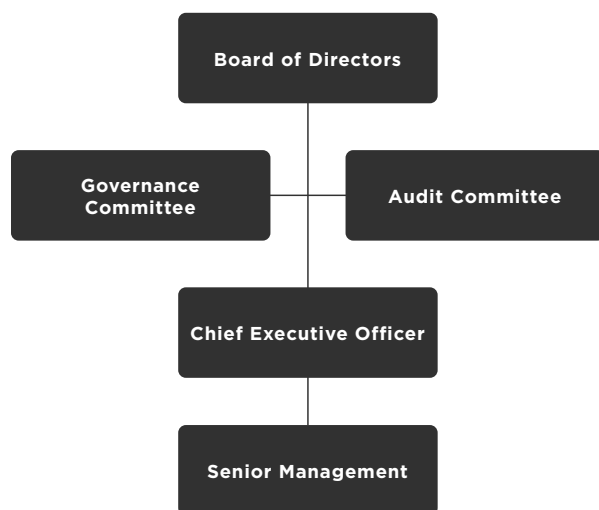 Board of Directors
Governance
Committee
Audit Committee
Chief Executive Officer
Senior Management